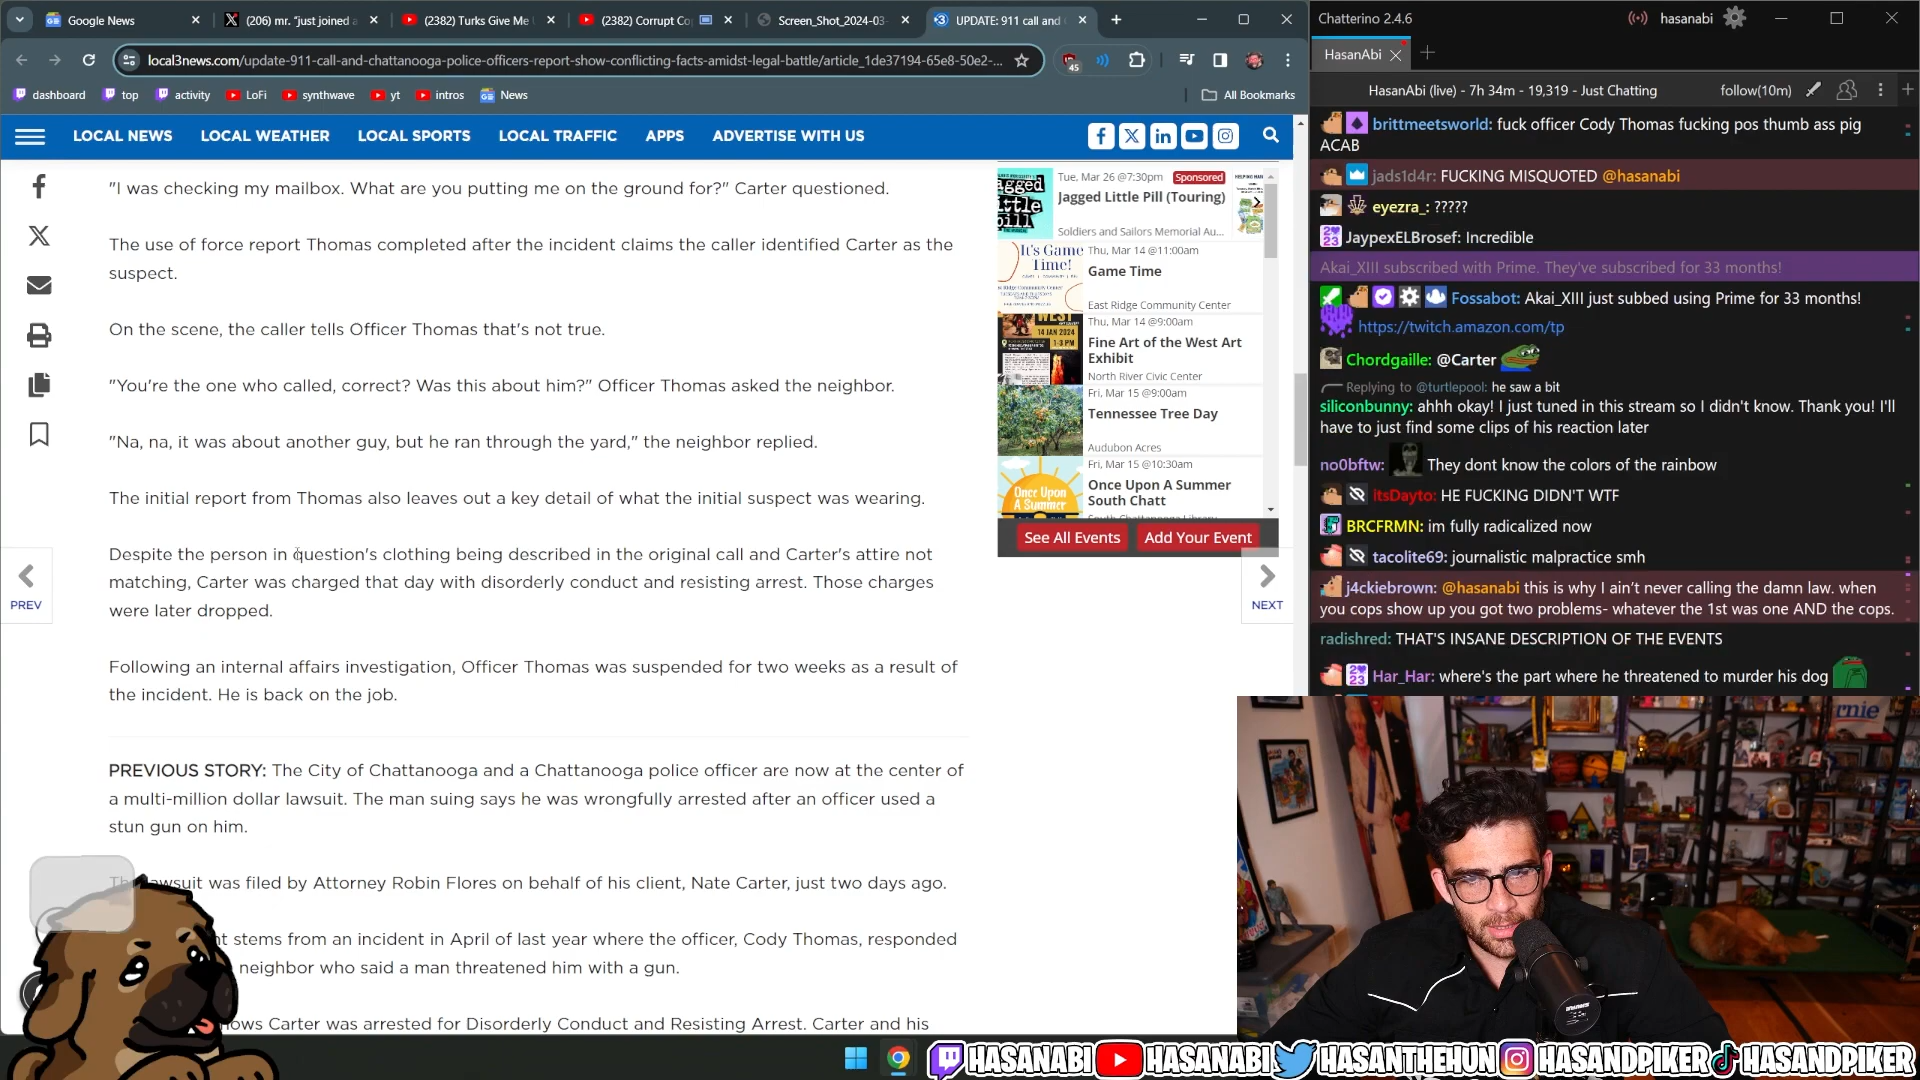 Google News
(206) mr. "just joined a
(2382) Turks Give Me
(2382) Corrupt Co
Screen_Shot_2024-03-
UPDATE: 911 call and
local3news.com/update-911-call-and-chattanooga-police-officers-report-show-conflicting-facts-amidst-legal-battle/article_1de37194-65e8-50e2-...
45
dashboard
top
activity
LoFi
synthwave
yt
intros
News
All Bookmarks
LOCAL NEWS
LOCAL WEATHER
LOCAL SPORTS
LOCAL TRAFFIC
APPS
ADVERTISE WITH US
"I was checking my mailbox. What are you putting me on the ground for?" Carter questioned.
The use of force report Thomas completed after the incident claims the caller identified Carter as the
suspect.
On the scene, the caller tells Officer Thomas that's not true.
"You're the one who called, correct? Was this about him?" Officer Thomas asked the neighbor.
"Na, na, it was about another guy, but he ran through the yard," the neighbor replied.
The initial report from Thomas also leaves out a key detail of what the initial suspect was wearing.
Despite the person in question's clothing being described in the original call and Carter's attire not
matching, Carter was charged that day with disorderly conduct and resisting arrest. Those charges
were later dropped.
Following an internal affairs investigation, Officer Thomas was suspended for two weeks as a result of
the incident. He is back on the job.
PREVIOUS STORY: The City of Chattanooga and a Chattanooga police officer are now at the center of
a multi-million dollar lawsuit. The man suing says he was wrongfully arrested after an officer used a
stun gun on him.
lawsuit was filed by Attorney Robin Flores on behalf of his client, Nate Carter, just two days ago.
stems from an incident in April of last year where the officer, Cody Thomas, responded
neighbor who said a man threatened him with a gun.
Carter was arrested for Disorderly Conduct and Resisting Arrest. Carter and his
PREV
NEXT
Tue, Mar 26 @7:30pm
Sponsored
Jagged Little Pill (Touring)
Soldiers and Sailors Memorial Au...
It's Game
Time!
Thu, Mar 14 @11:00am
Game Time
East Ridge Community Center
WEST
14 JAN 2024
1-3 PM
Thu, Mar 14 @9:00am
Fine Art of the West Art
Exhibit
North River Civic Center
Fri, Mar 15 @9:00am
Tennessee Tree Day
Audubon Acres
Once Upon
A Summer
Fri, Mar 15 @10:30am
Once Upon A Summer
South Chatt
South Chattanooga Library
See All Events
Add Your Event
Chatterino 2.4.6
hasanabi
HasanAbi
HasanAbi (live) - 7h 34m - 19,319 - Just Chatting
follow(10m)
brittmeetsworld: fuck officer Cody Thomas fucking pos thumb ass pig
ACAB
jads1d4r: FUCKING MISQUOTED @hasanabi
eyezra_: ?????
JaypexELBrosef: Incredible
Akai_XIII subscribed with Prime. They've subscribed for 33 months!
Fossabot: Akai_XIII just subbed using Prime for 33 months!
https://twitch.amazon.com/tp
Chordgaille: @Carter
Replying to @turtlepool: he saw a bit
siliconbunny: ahhh okay! I just tuned in this stream so I didn't know. Thank you! I'll
have to just find some clips of his reaction later
no0bftw: They dont know the colors of the rainbow
itsDayto: HE FUCKING DIDN'T WTF
BRCFRMN: im fully radicalized now
tacolite69: journalistic malpractice smh
j4ckiebrown: @hasanabi this is why I ain't never calling the damn law. when
you cops show up you got two problems- whatever the 1st was one AND the cops.
radishred: THAT'S INSANE DESCRIPTION OF THE EVENTS
Har_Har: where's the part where he threatened to murder his dog
HASANABI
HASANABI
HASANTHEHUN
HASANDPIKER
HASANDPIKER